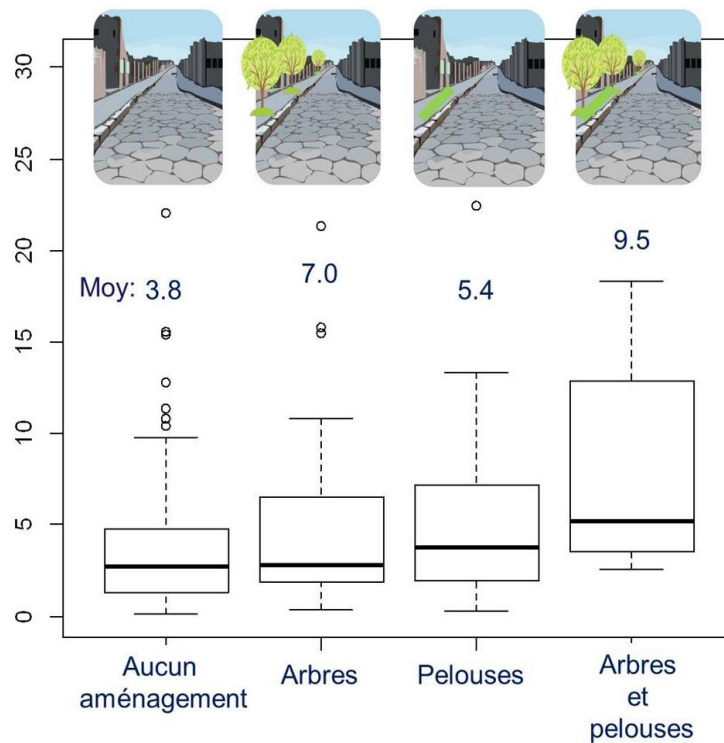 30
25
20
15
10
5
0
9.5
7.0
Moy: 3.8
5.4
Aucun
aménagement
Arbres
Pelouses
Arbres
et
pelouses